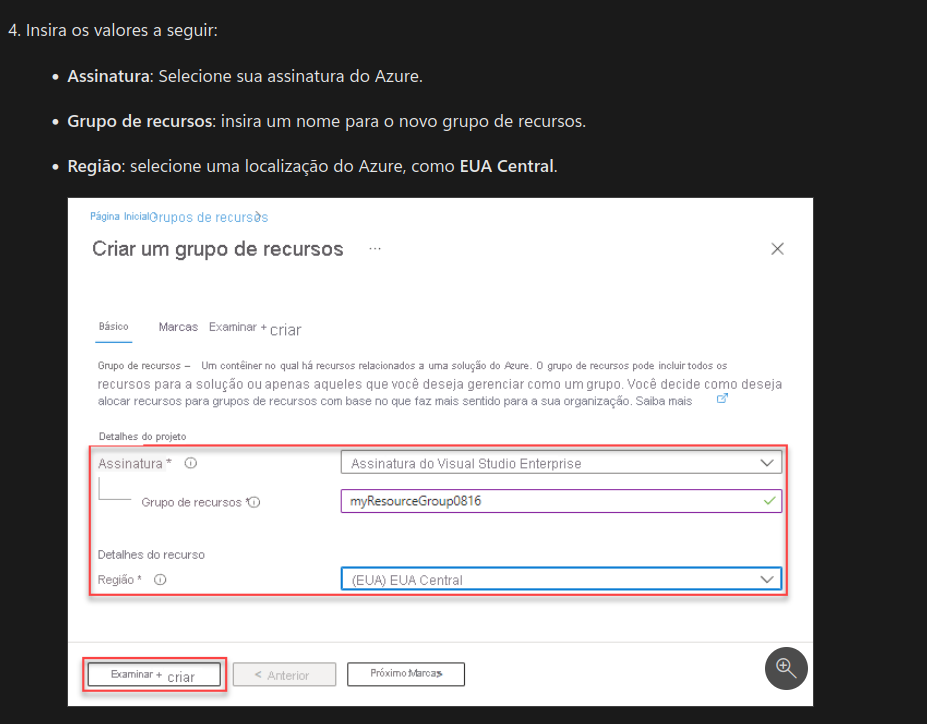 4. Insira os valores a seguir:
• Assinatura: Selecione sua assinatura do Azure.
• Grupo de recursos: insira um nome para o novo grupo de recursos.
• Região: selecione uma localização do Azure, como EUA Central.
Página Inicial > Grupos de recursos >
Criar um grupo de recursos ...
Básico Marcas Examinar + criar
Grupo de recursos – Um contêiner no qual há recursos relacionados a uma solução do Azure. O grupo de recursos pode incluir todos os
recursos para a solução ou apenas aqueles que você deseja gerenciar como um grupo. Você decide como deseja
alocar recursos para grupos de recursos com base no que faz mais sentido para a sua organização. Saiba mais
Detalhes do projeto
Assinatura * Assinatura do Visual Studio Enterprise
Grupo de recursos * myResourceGroup0816
Detalhes do recurso
Região * (EUA) EUA Central
Examinar + criar < Anterior Próximo:Marcas>